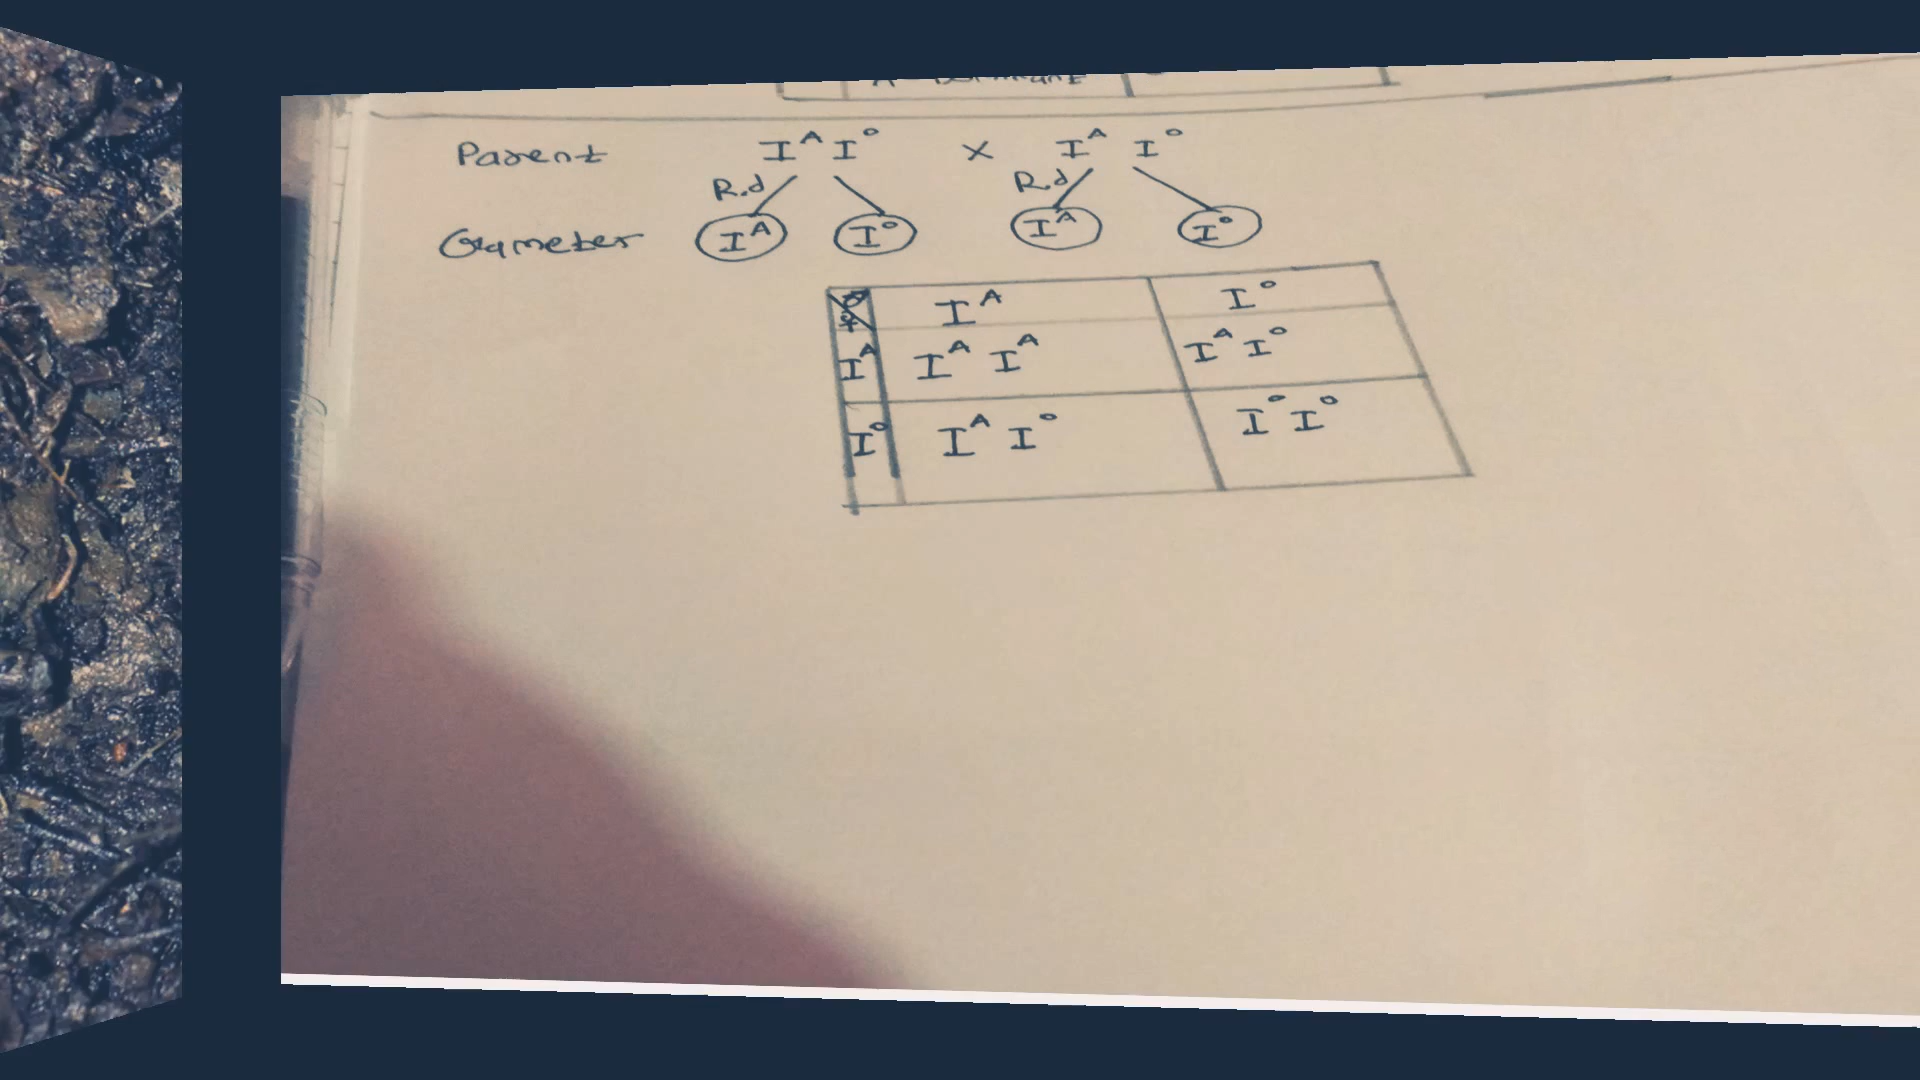 Parent I^A I^o × I^A I^o
R.d R.d
Gameter I^A I^o I^A I^o
♂ I^A I^o
♀
I^A I^A I^A I^A I^o
I^o I^A I^o I^o I^o